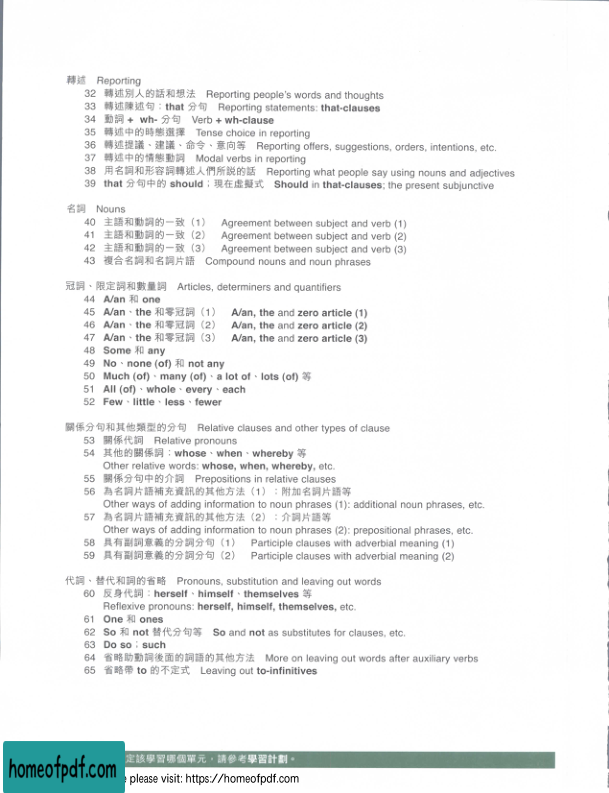 轉述 Reporting
32 轉述別人的話和想法 Reporting people's words and thoughts
33 轉述陳述句：that 分句 Reporting statements: that-clauses
34 動詞 + wh- 分句 Verb + wh-clause
35 轉述中的時態選擇 Tense choice in reporting
36 轉述提議、建議、命令、意向等 Reporting offers, suggestions, orders, intentions, etc.
37 轉述中的情態動詞 Modal verbs in reporting
38 用名詞和形容詞轉述人們所說的話 Reporting what people say using nouns and adjectives
39 that 分句中的 should；現在虛擬式 Should in that-clauses; the present subjunctive
名詞 Nouns
40 主語和動詞的一致（1） Agreement between subject and verb (1)
41 主語和動詞的一致（2） Agreement between subject and verb (2)
42 主語和動詞的一致（3） Agreement between subject and verb (3)
43 複合名詞和名詞片語 Compound nouns and noun phrases
冠詞、限定詞和數量詞 Articles, determiners and quantifiers
44 A/an 和 one
45 A/an、the 和零冠詞（1） A/an, the and zero article (1)
46 A/an、the 和零冠詞（2） A/an, the and zero article (2)
47 A/an、the 和零冠詞（3） A/an, the and zero article (3)
48 Some 和 any
49 No、none (of) 和 not any
50 Much (of)、many (of)、a lot of、lots (of) 等
51 All (of)、whole、every、each
52 Few、little、less、fewer
關係分句和其他類型的分句 Relative clauses and other types of clause
53 關係代詞 Relative pronouns
54 其他的關係詞：whose、when、whereby 等
Other relative words: whose, when, whereby, etc.
55 關係分句中的介詞 Prepositions in relative clauses
56 為名詞片語補充資訊的其他方法（1）：附加名詞片語等
Other ways of adding information to noun phrases (1): additional noun phrases, etc.
57 為名詞片語補充資訊的其他方法（2）：介詞片語等
Other ways of adding information to noun phrases (2): prepositional phrases, etc.
58 具有副詞意義的分詞分句（1） Participle clauses with adverbial meaning (1)
59 具有副詞意義的分詞分句（2） Participle clauses with adverbial meaning (2)
代詞、替代和詞的省略 Pronouns, substitution and leaving out words
60 反身代詞：herself、himself、themselves 等
Reflexive pronouns: herself, himself, themselves, etc.
61 One 和 ones
62 So 和 not 替代分句等 So and not as substitutes for clauses, etc.
63 Do so；such
64 省略助動詞後面的詞語的其他方法 More on leaving out words after auxiliary verbs
65 省略帶 to 的不定式 Leaving out to-infinitives
定該學習哪個單元，請參考學習計劃。
homeofpdf.com
please visit: https://homeofpdf.com